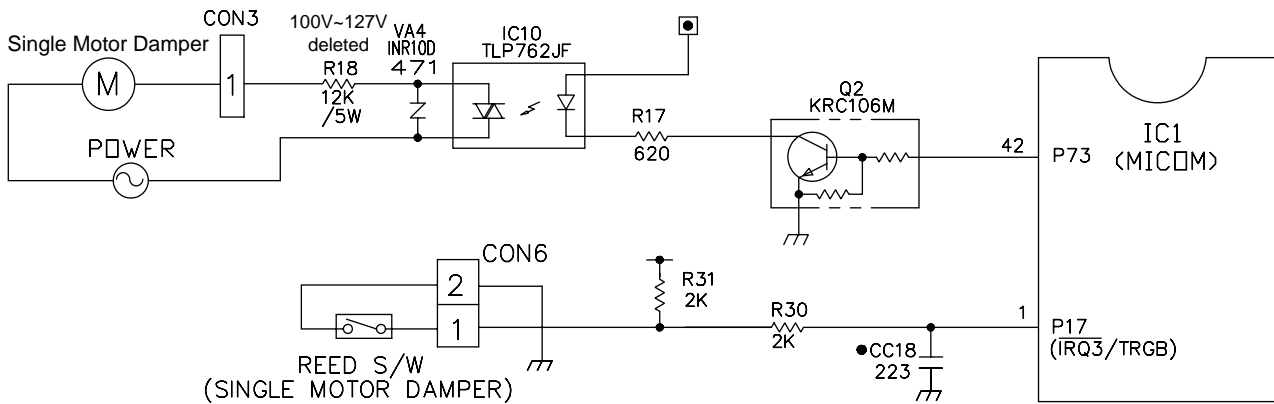 CON3
100V~127V
deleted
Single Motor Damper
M
1
R18
12K
/5W
VA4
INR10D
471
IC10
TLP762JF
R17
620
Q2
KRC106M
42
P73
IC1
(MICOM)
POWER
CON6
2
1
REED S/W
(SINGLE MOTOR DAMPER)
R31
2K
R30
2K
CC18
223
1
P17
(IRQ3/TRGB)